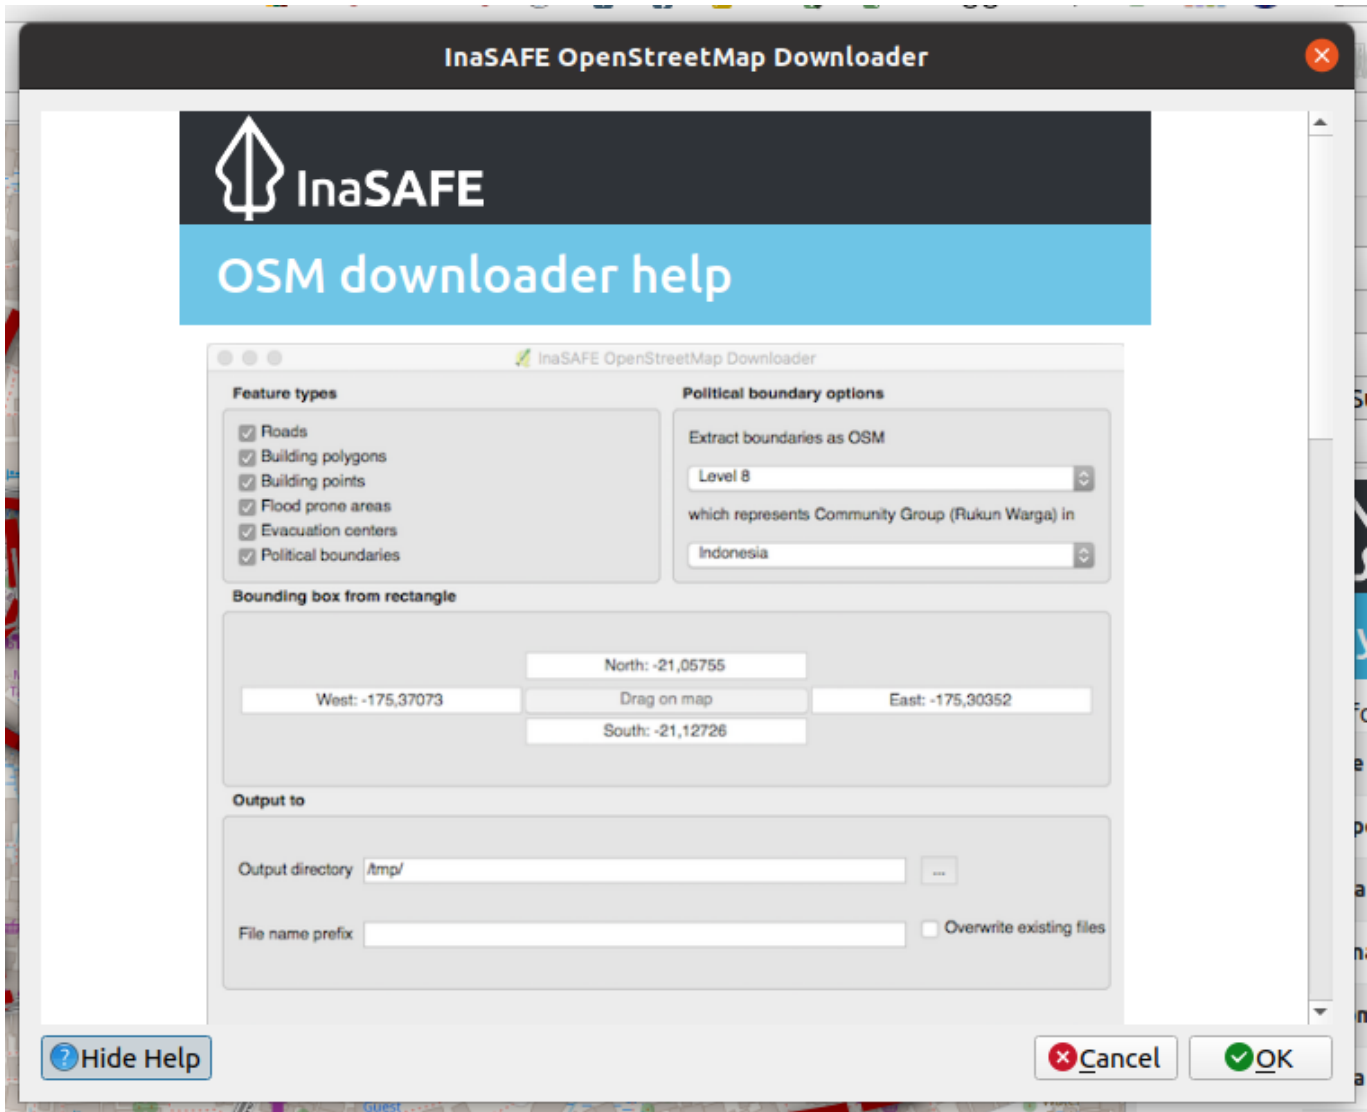 InaSAFE OpenStreetMap Downloader
InaSAFE
OSM downloader help
InaSAFE OpenStreetMap Downloader
Feature types
Political boundary options
Roads
Building polygons
Building points
Flood prone areas
Evacuation centers
Political boundaries
Extract boundaries as OSM
Level 8
which represents Community Group (Rukun Warga) in
Indonesia
Bounding box from rectangle
North: -21,05755
West: -175,37073
Drag on map
East: -175,30352
South: -21,12726
Output to
Output directory
/tmp/
...
File name prefix
Overwrite existing files
Hide Help
Cancel
OK
Guest